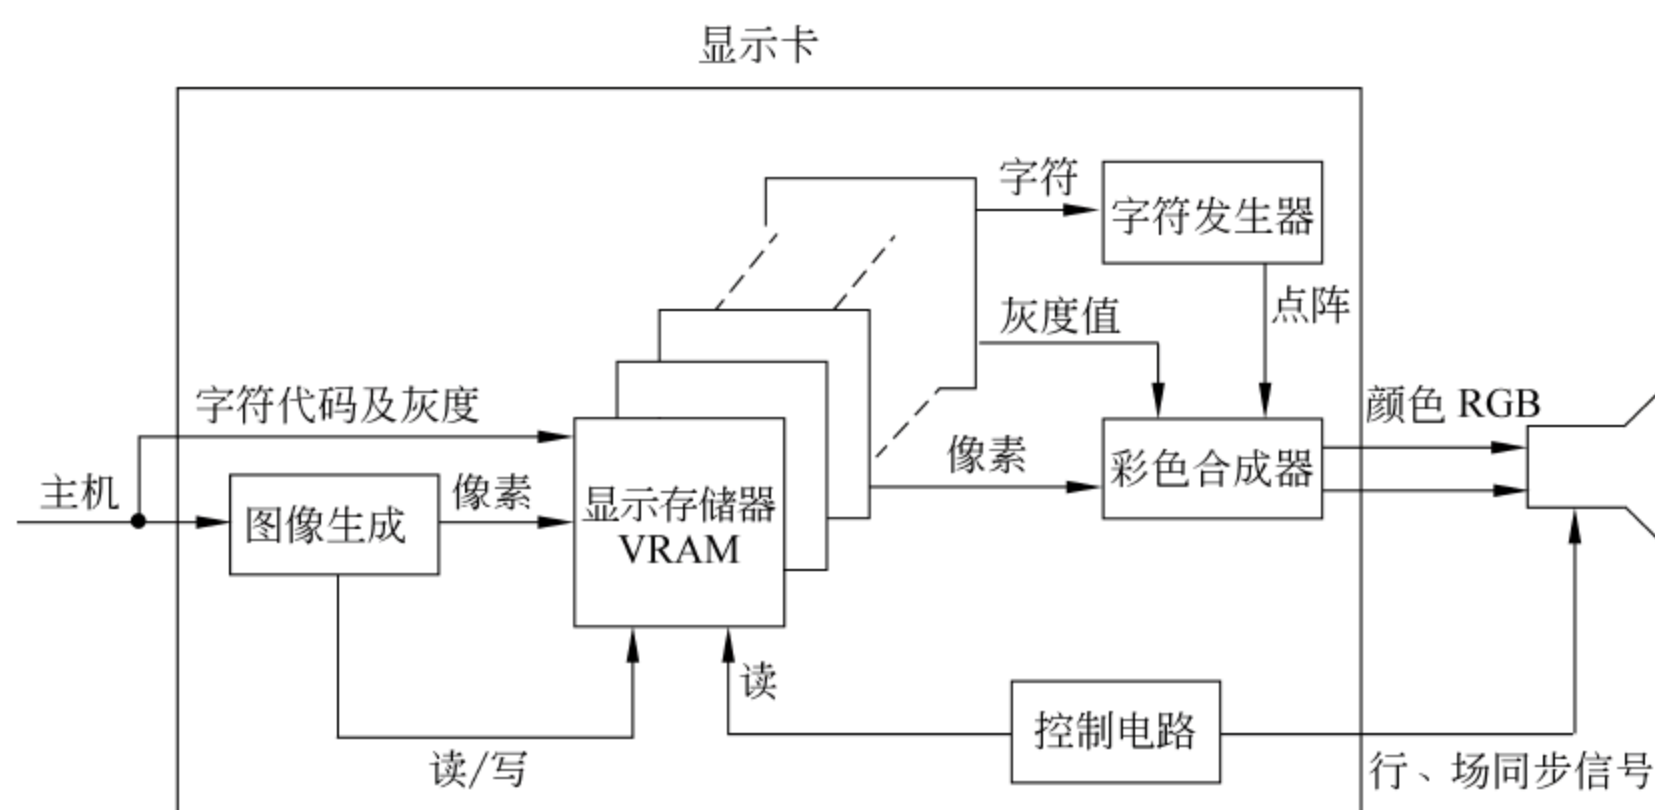 显示卡
字符
字符发生器
点阵
灰度值
字符代码及灰度
颜色 RGB
主机
图像生成
像素
显示存储器
VRAM
像素
彩色合成器
读
控制电路
读/写
行、场同步信号